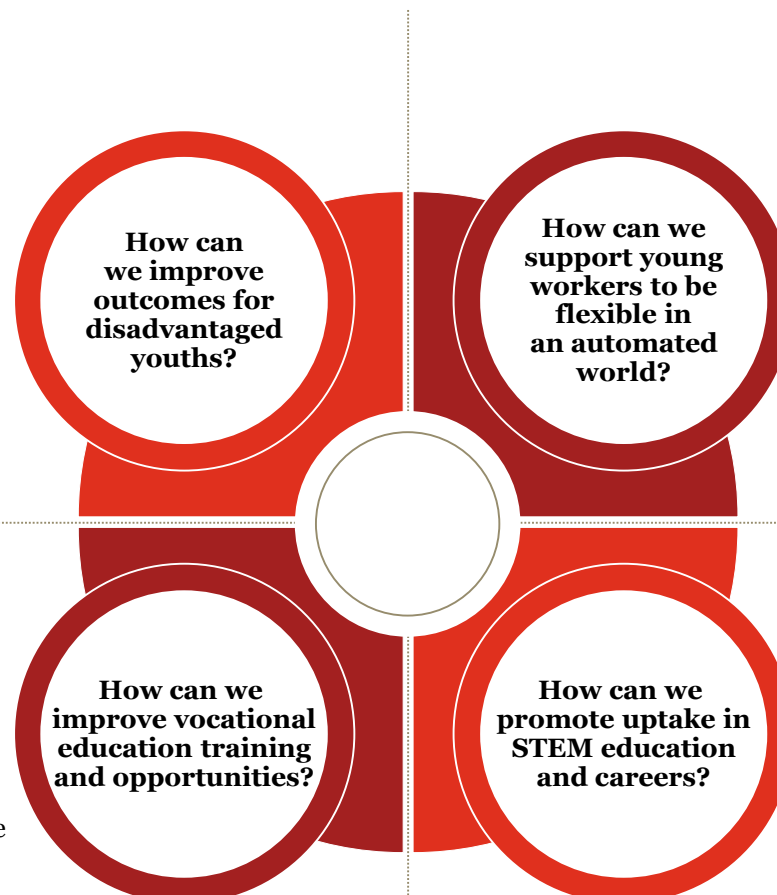 How can
we improve
outcomes for
disadvantaged
youths?
How can we
support young
workers to be
flexible in
an automated
world?
How can we
improve vocational
education training
and opportunities?
How can we
promote uptake in
STEM education
and careers?
e